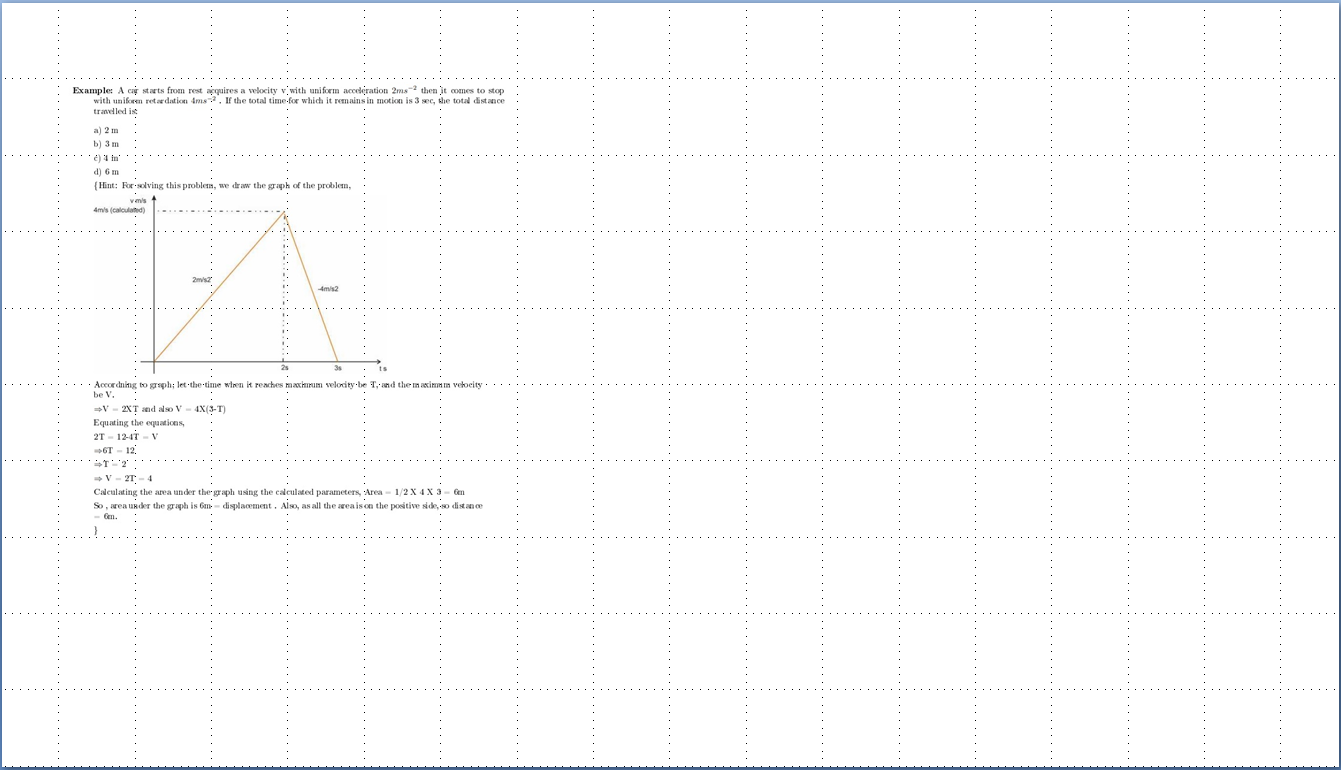 Example: A car starts from rest acquires a velocity v with uniform acceleration 2ms⁻² then it comes to stop
with uniform retardation 4ms⁻² . If the total time for which it remains in motion is 3 sec, the total distance
travelled is:
a) 2 m
b) 3 m
c) 4 m
d) 6 m
{Hint: For solving this problem, we draw the graph of the problem,
v m/s
4m/s (calculated)
2m/s2
-4m/s2
2s
3s
t s
Accordning to graph; let the time when it reaches maximum velocity be T, and the maximum velocity
be V,
⇒V = 2XT and also V = 4X(3-T)
Equating the equations,
2T = 12-4T = V
⇒6T = 12
⇒T = 2
⇒ V = 2T = 4
Calculating the area under the graph using the calculated parameters, Area = 1/2 X 4 X 3 = 6m
So , area under the graph is 6m = displacement . Also, as all the area is on the positive side, so distance
= 6m.
}